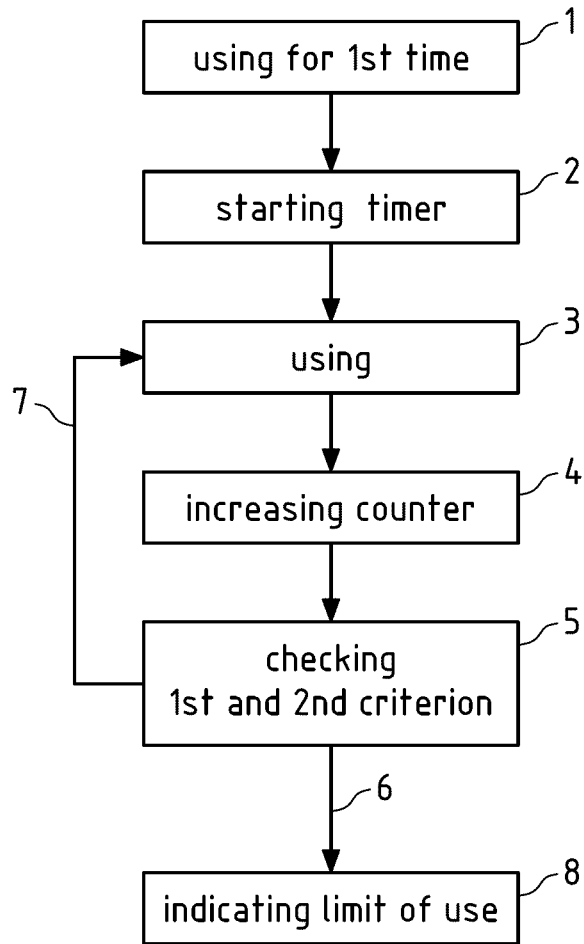 1
using for 1st time
2
starting timer
3
using
7
4
increasing counter
5
checking
1st and 2nd criterion
6
8
indicating limit of use